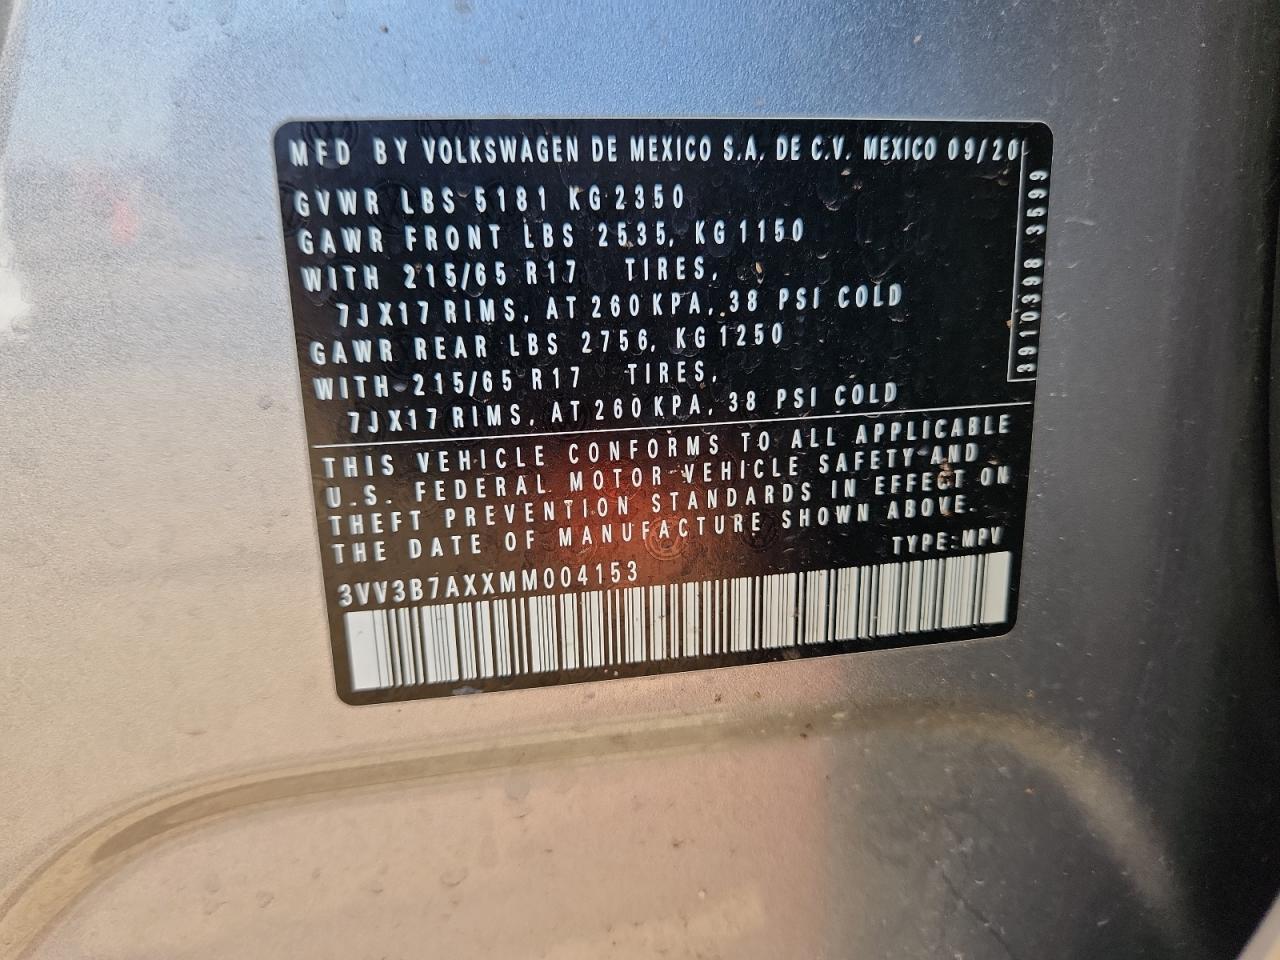 MFD BY VOLKSWAGEN DE MEXICO S.A. DE C.V. MEXICO 09/20
GVWR LBS 5181 KG 2350
GAWR FRONT LBS 2535, KG 1150
WITH 215/65 R17 TIRES,
7JX17 RIMS, AT 260 KPA, 38 PSI COLD
GAWR REAR LBS 2756, KG 1250
WITH 215/65 R17 TIRES,
7JX17 RIMS, AT 260 KPA, 38 PSI COLD
3910398 3599
THIS VEHICLE CONFORMS TO ALL APPLICABLE
U.S. FEDERAL MOTOR VEHICLE SAFETY AND
THEFT PREVENTION STANDARDS IN EFFECT ON
THE DATE OF MANUFACTURE SHOWN ABOVE.
TYPE:MPV
3VV3B7AXXMM004153